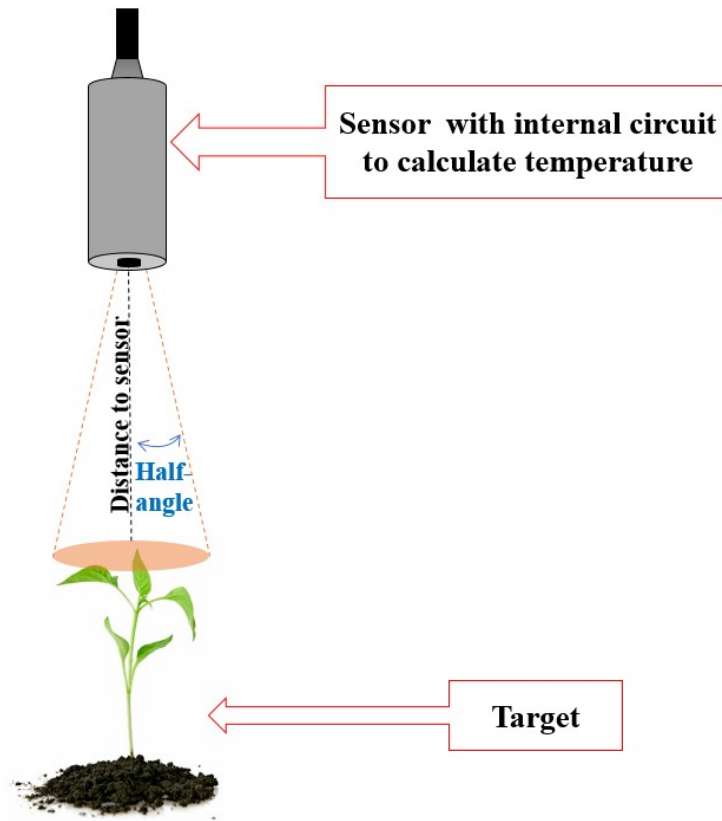 Sensor with internal circuit
to calculate temperature
Distance to sensor
Half-
angle
Target